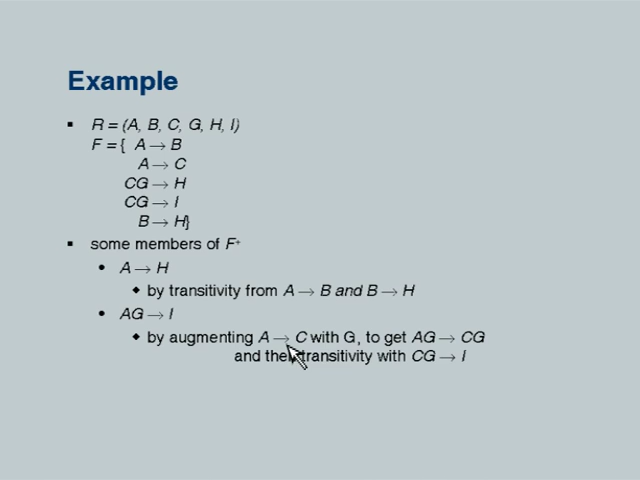 Example
▪ R = (A, B, C, G, H, I)
F = { A → B
A → C
CG → H
CG → I
B → H}
▪ some members of F+
• A → H
◆ by transitivity from A → B and B → H
• AG → I
◆ by augmenting A → C with G, to get AG → CG
and then transitivity with CG → I